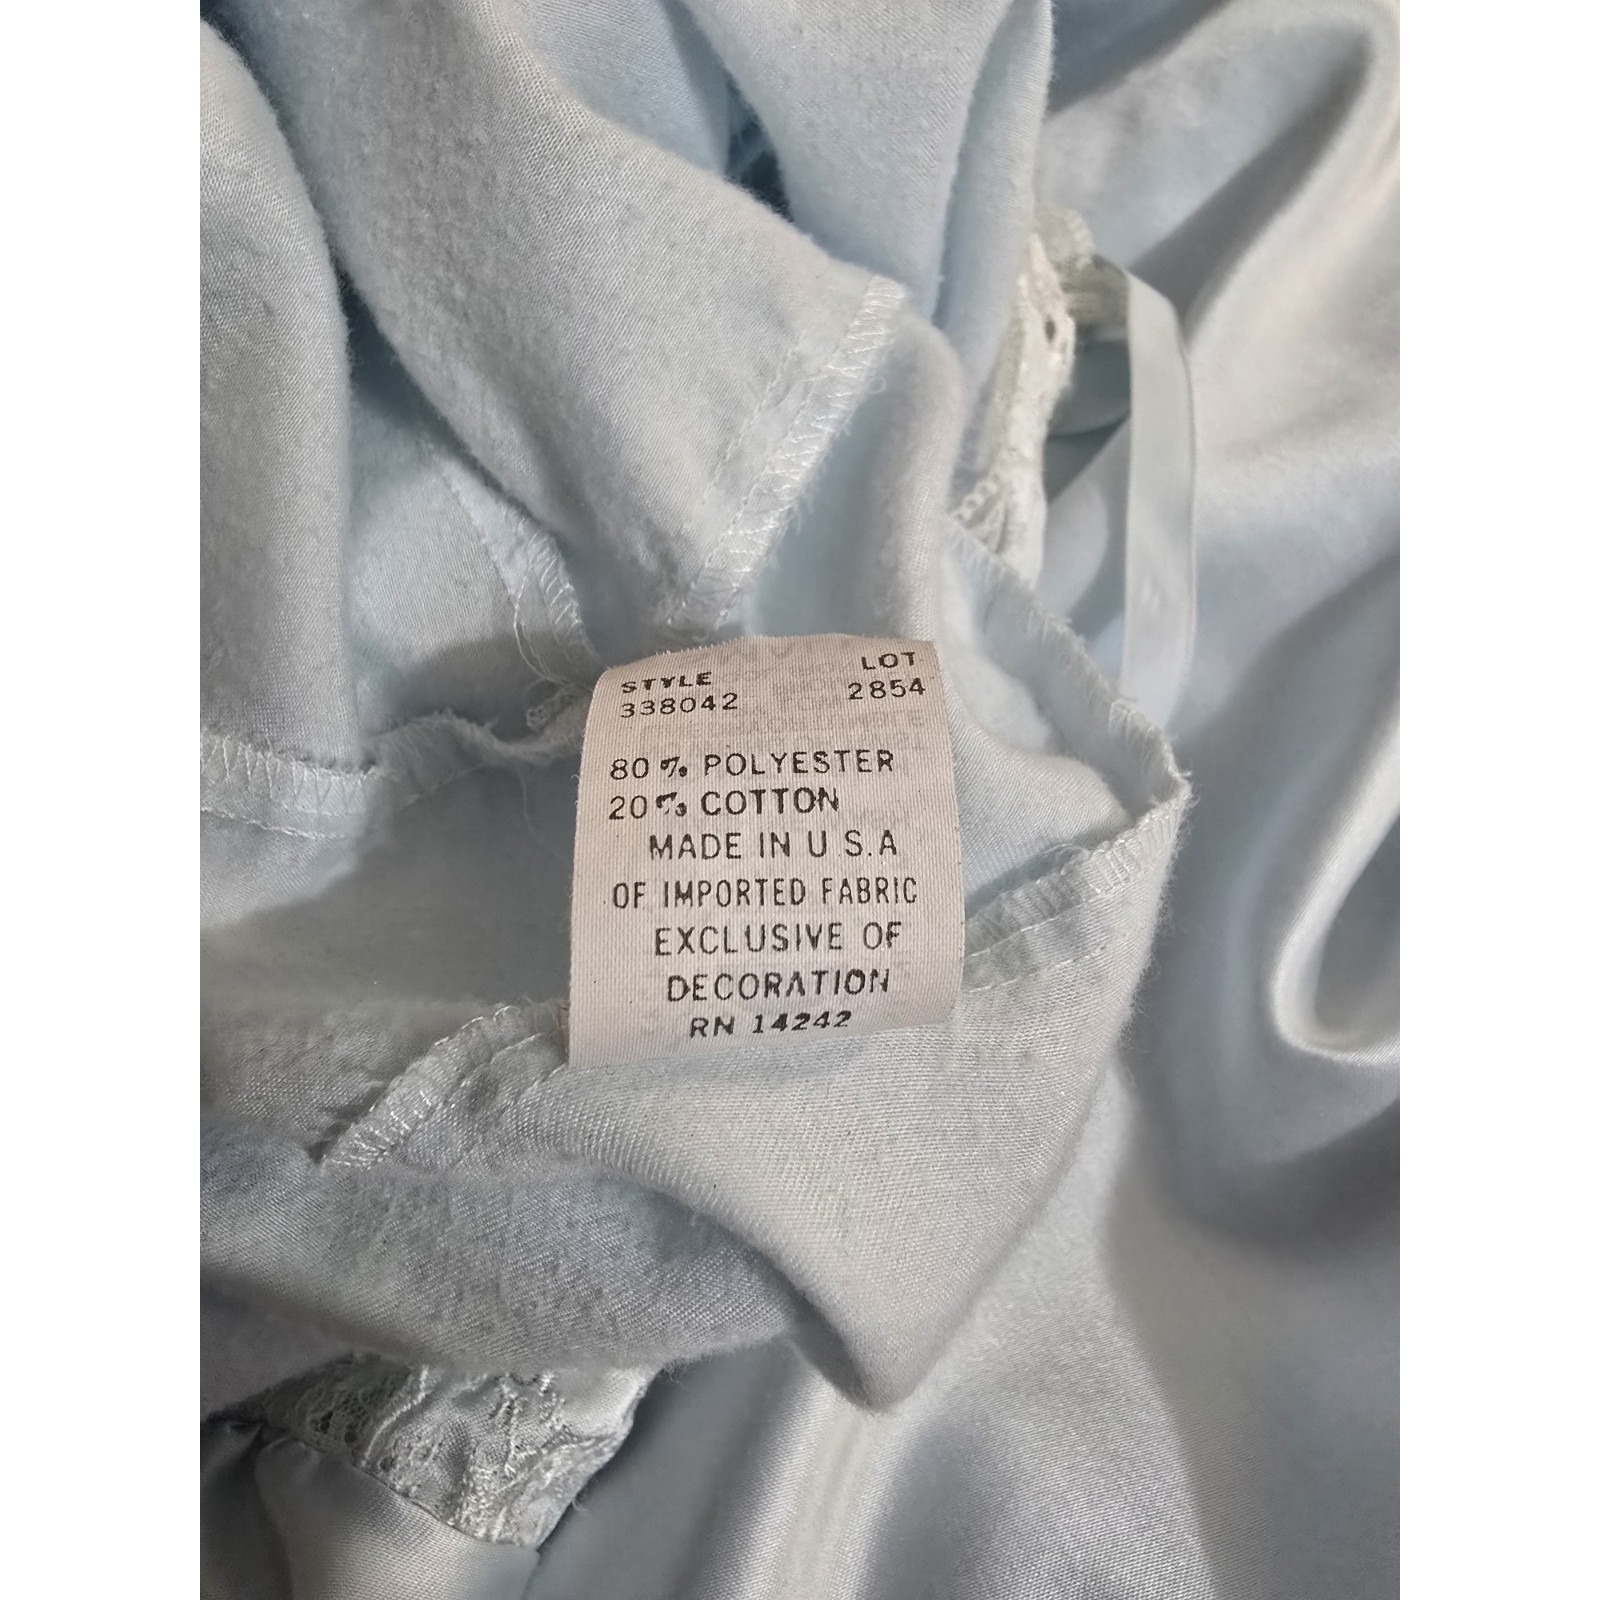 STYLE LOT
338042 2854
80% POLYESTER
20% COTTON
MADE IN U S.A
OF IMPORTED FABRIC
EXCLUSIVE OF
DECORATION
RN 14242